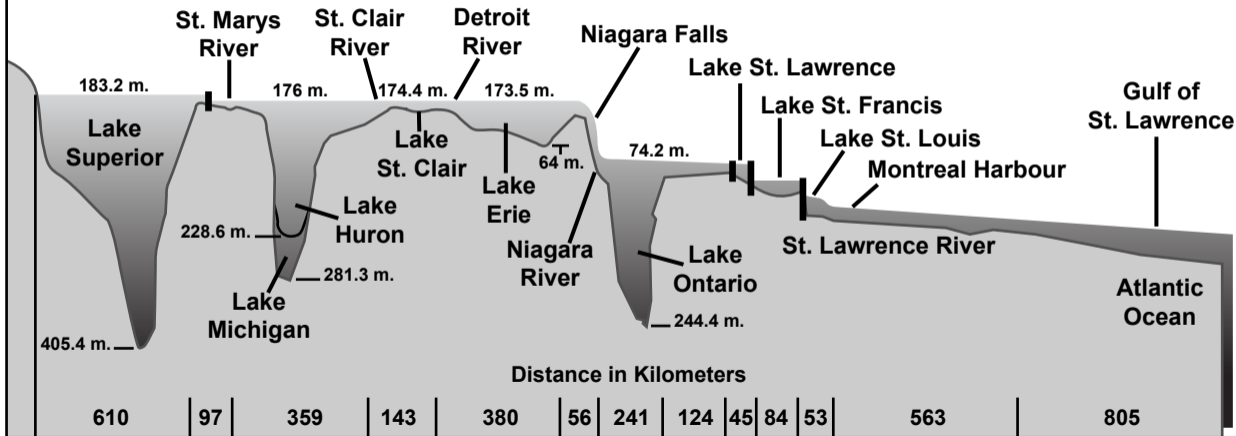 St. Marys
River
St. Clair
River
Detroit
River
Niagara Falls
Lake St. Lawrence
Lake St. Francis
Lake St. Louis
Montreal Harbour
Gulf of
St. Lawrence
183.2 m.
176 m.
174.4 m.
173.5 m.
Lake
Superior
Lake
St. Clair
64 m.
74.2 m.
Lake
Erie
Lake
Huron
228.6 m.
Niagara
River
St. Lawrence River
281.3 m.
Lake
Ontario
Lake
Michigan
Atlantic
Ocean
244.4 m.
405.4 m.
Distance in Kilometers
610 97 359 143 380 56 241 124 45 84 53 563 805